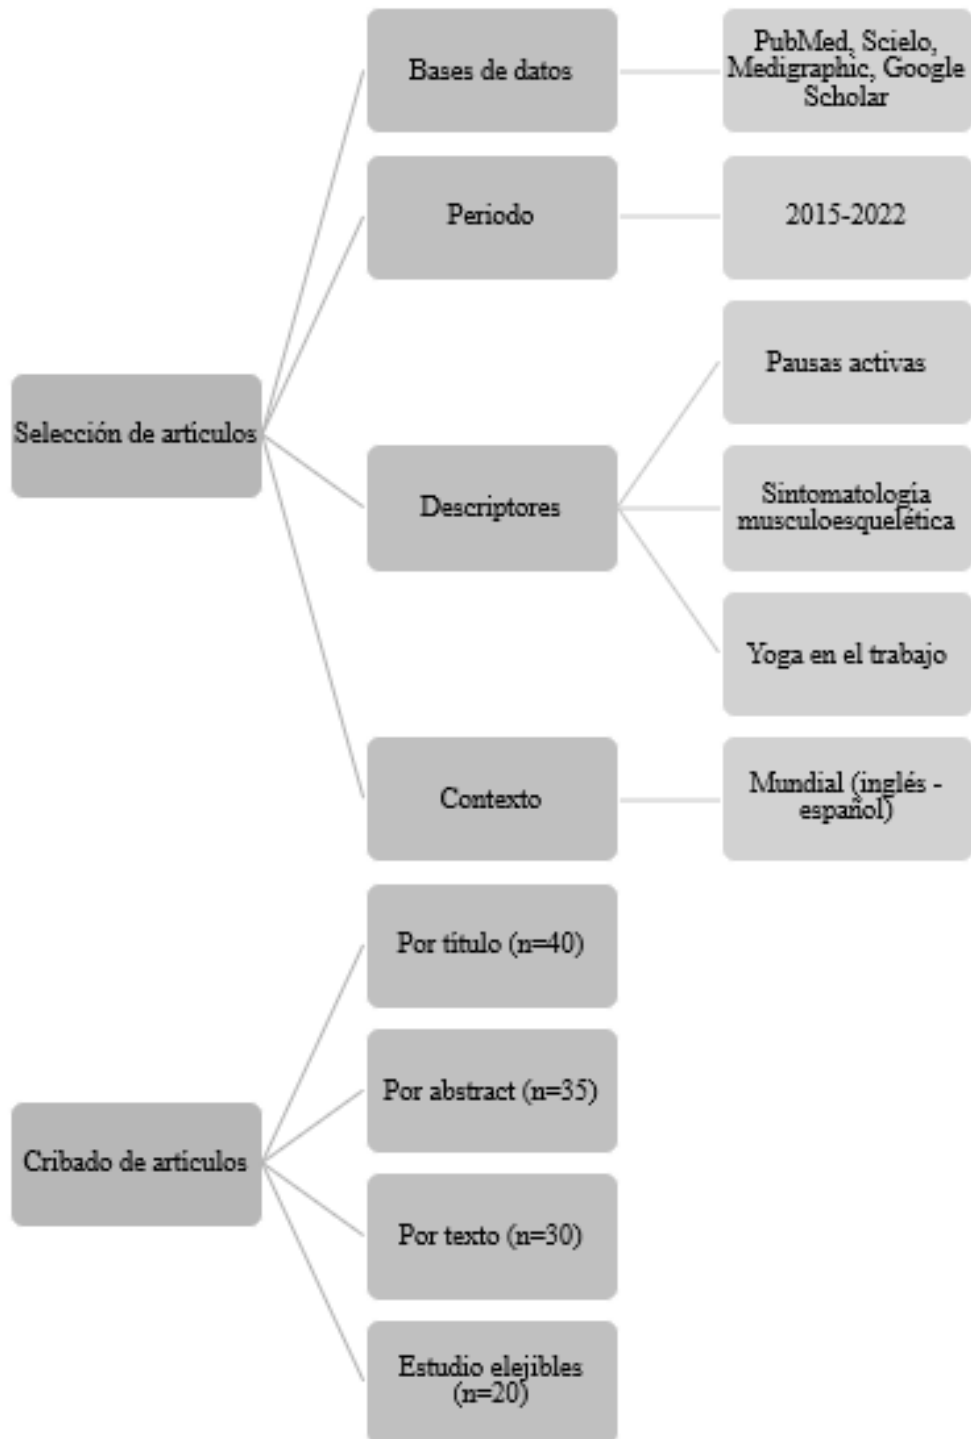 Selección de artículos
Bases de datos
PubMed, Scielo,
Medigraphic, Google
Scholar
Periodo
2015-2022
Descriptores
Pausas activas
Sintomatología
musculoesquelética
Yoga en el trabajo
Contexto
Mundial (inglés -
español)
Cribado de artículos
Por título (n=40)
Por abstract (n=35)
Por texto (n=30)
Estudio elejibles
(n=20)